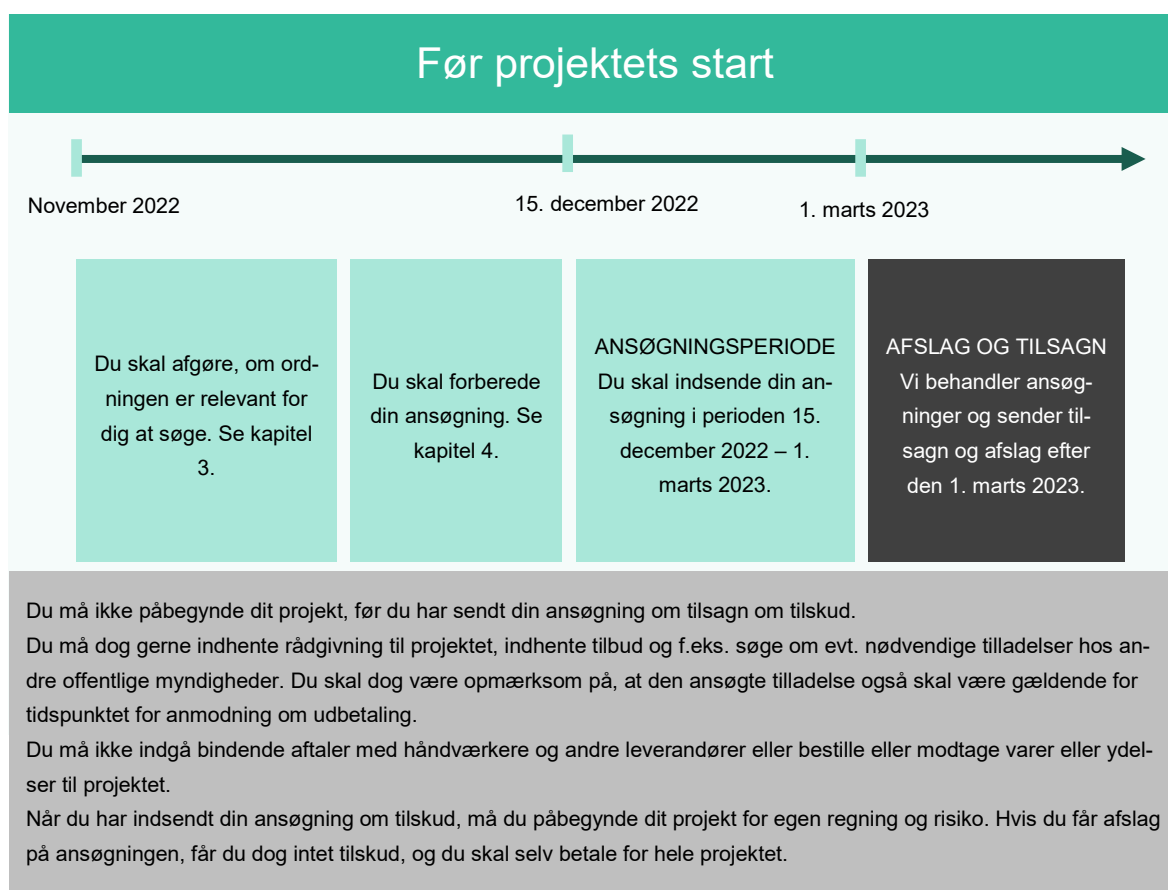 Før projektets start
November 2022
15. december 2022
1. marts 2023
Du skal afgøre, om ord-
ningen er relevant for
dig at søge. Se kapitel
3.
Du skal forberede
din ansøgning. Se
kapitel 4.
ANSØGNINGSPERIODE
Du skal indsende din an-
søgning i perioden 15.
december 2022 – 1.
marts 2023.
AFSLAG OG TILSAGN
Vi behandler ansøg-
ninger og sender til-
sagn og afslag efter
den 1. marts 2023.
Du må ikke påbegynde dit projekt, før du har sendt din ansøgning om tilsagn om tilskud.
Du må dog gerne indhente rådgivning til projektet, indhente tilbud og f.eks. søge om evt. nødvendige tilladelser hos an-
dre offentlige myndigheder. Du skal dog være opmærksom på, at den ansøgte tilladelse også skal være gældende for
tidspunktet for anmodning om udbetaling.
Du må ikke indgå bindende aftaler med håndværkere og andre leverandører eller bestille eller modtage varer eller ydel-
ser til projektet.
Når du har indsendt din ansøgning om tilskud, må du påbegynde dit projekt for egen regning og risiko. Hvis du får afslag
på ansøgningen, får du dog intet tilskud, og du skal selv betale for hele projektet.